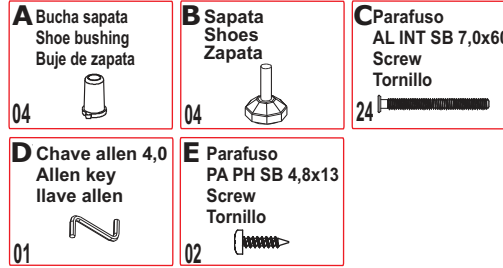 A Bucha sapata
Shoe bushing
Buje de zapata
04
B Sapata
Shoes
Zapata
04
C Parafuso
AL INT SB 7,0x60
Screw
Tornillo
24
D Chave allen 4,0
Allen key
llave allen
01
E Parafuso
PA PH SB 4,8x13
Screw
Tornillo
02